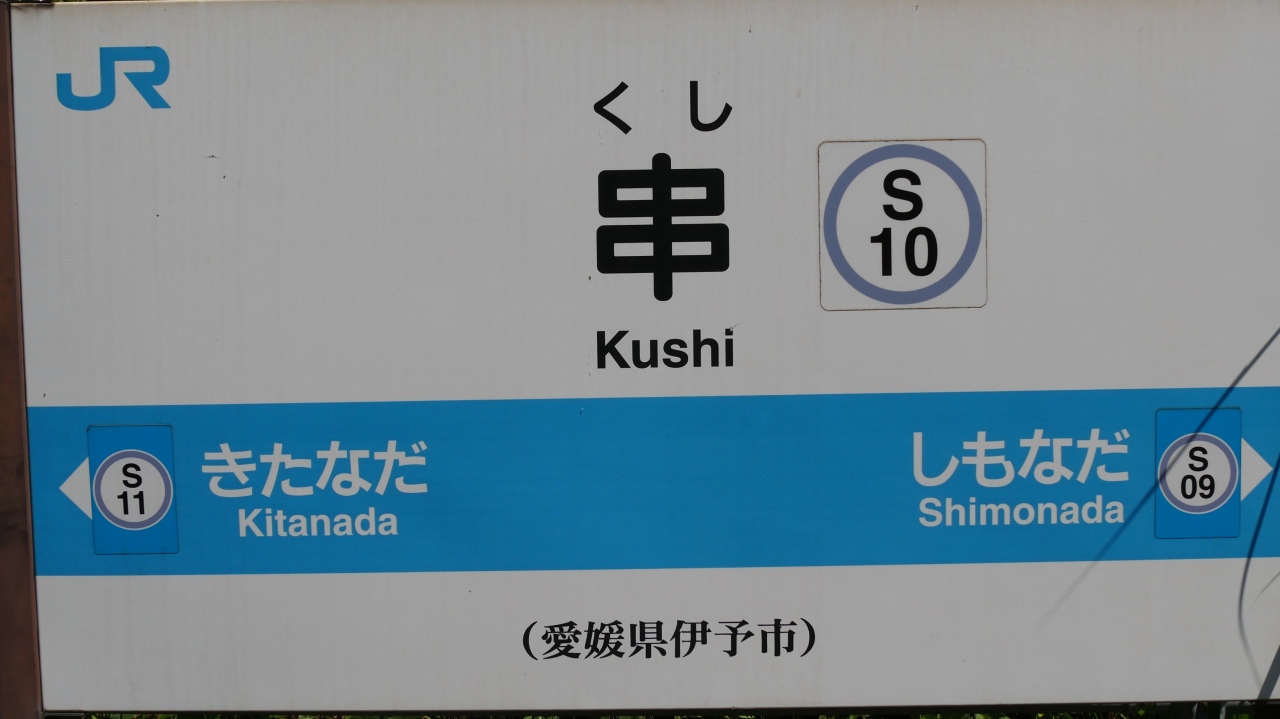 JR
くし
串
S
10
Kushi
S
11
きたなだ
Kitanada
しもなだ
Shimonada
S
09
(愛媛県伊予市)